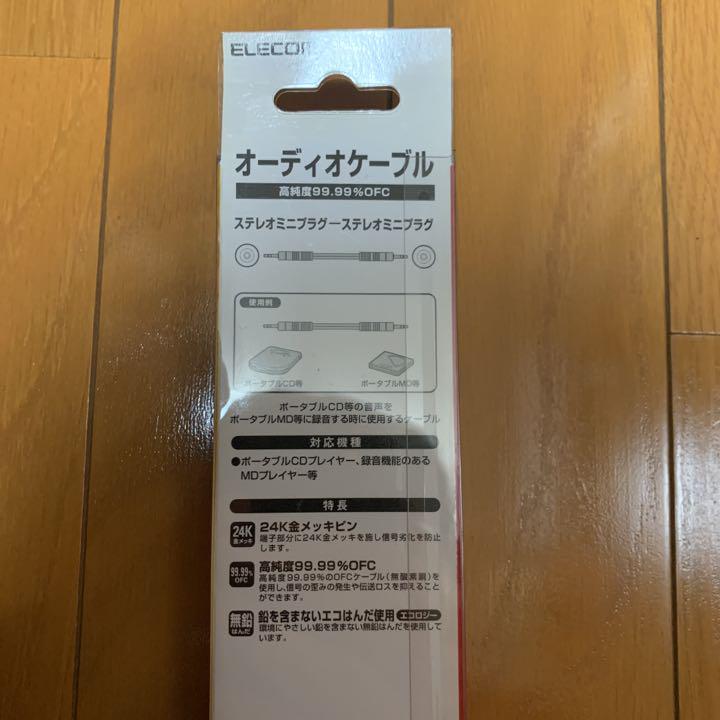 ELECOM
オーディオケーブル
高純度99.99%OFC
ステレオミニプラグーステレオミニプラグ
使用例
ポータブルCD等 ポータブルMD等
ポータブルCD等の音声を
ポータブルMD等に録音する時に使用するケーブル
対応機種
●ポータブルCDプレイヤー、録音機能のある
MDプレイヤー等
特長
24K
金メッキ
24K金メッキピン
端子部分に24K金メッキを施し信号劣化を防止
します。
99.99%
OFC
高純度99.99%OFC
高純度99.99%のOFCケーブル(無酸素銅)を
使用し、信号の歪みの発生や伝送ロスを抑えること
ができます。
無鉛
はんだ
鉛を含まないエコはんだ使用 エコロジー
環境にやさしい鉛を含まない無鉛はんだを使用して
います。